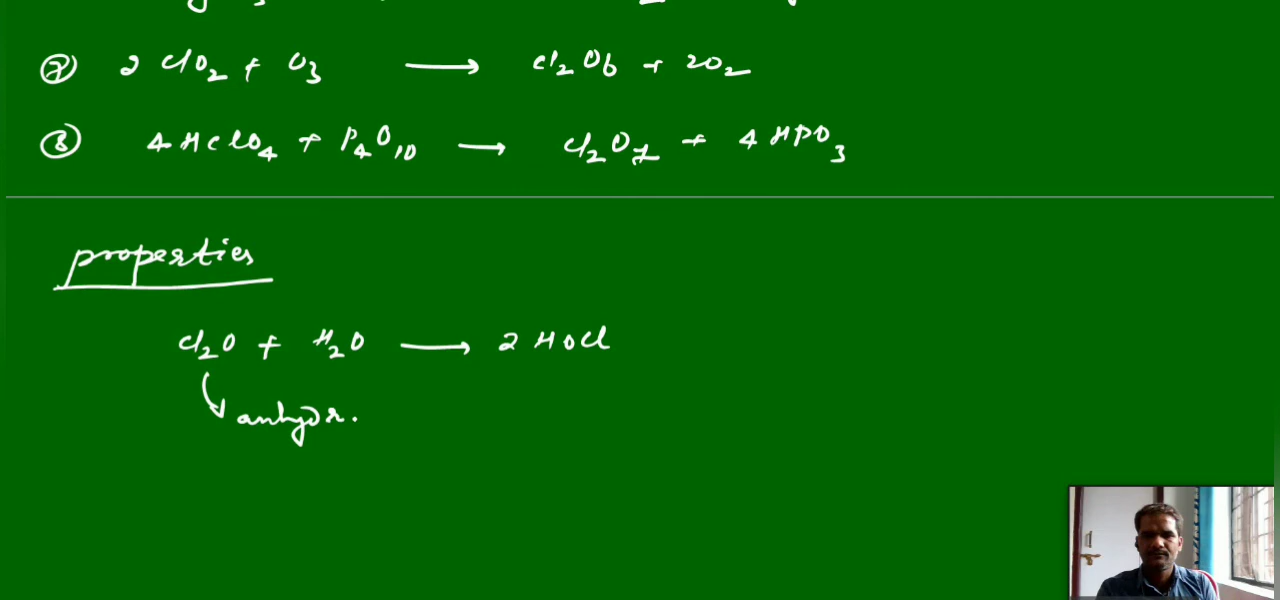 ⑦ 2 ClO₂ + O₃ ⟶ Cl₂O₆ + 2O₂
⑧ 4 HClO₄ + P₄O₁₀ ⟶ Cl₂O₇ + 4 HPO₃
properties
Cl₂O + H₂O ⟶ 2 HOCl
anhydr.